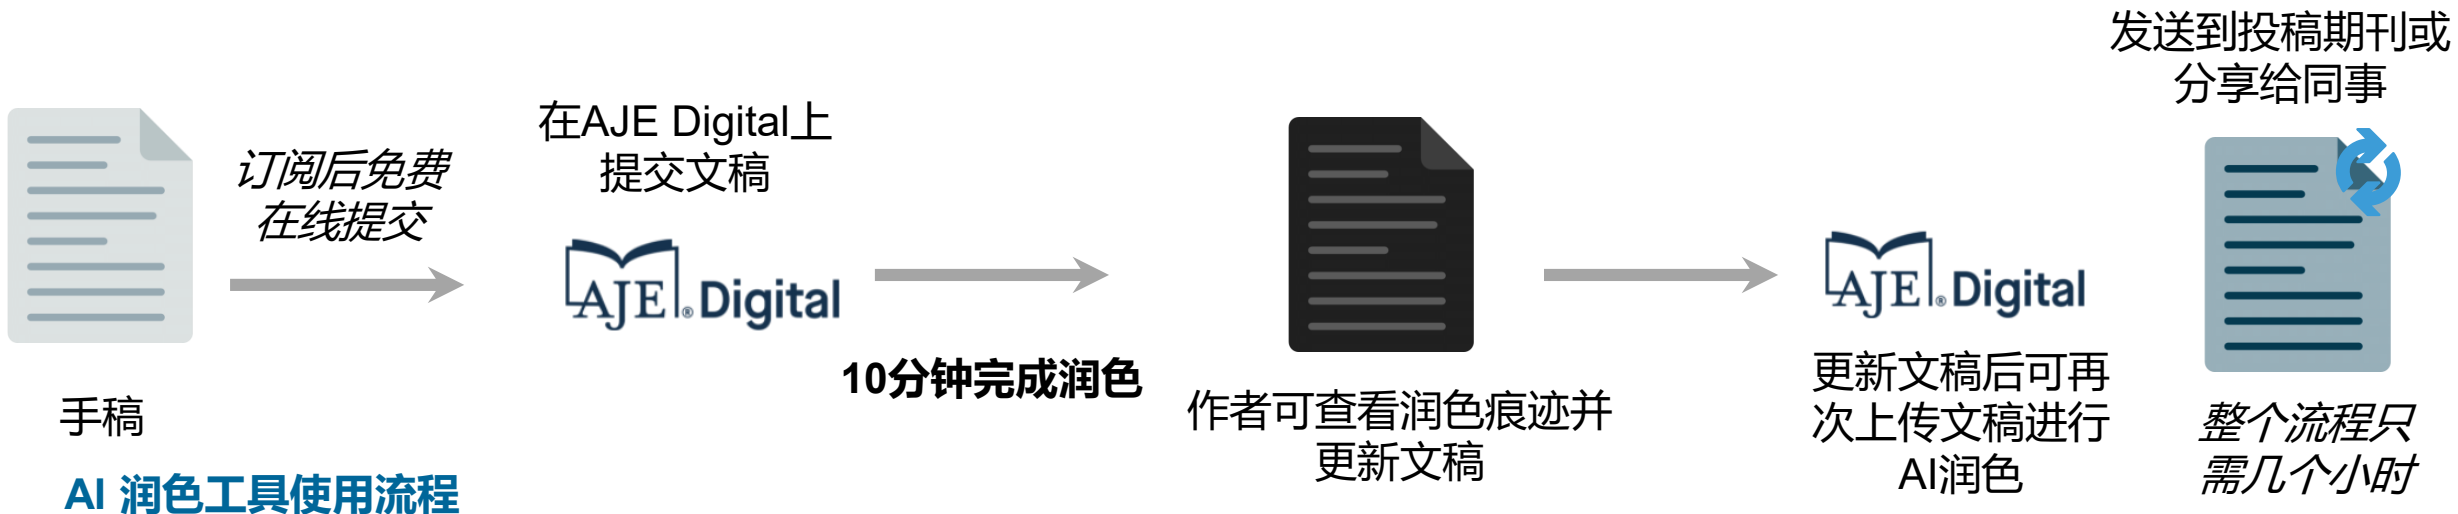 手稿
订阅后免费
在线提交
在AJE Digital上
提交文稿
AJE® Digital
10分钟完成润色
作者可查看润色痕迹并
更新文稿
AJE® Digital
更新文稿后可再
次上传文稿进行
AI润色
发送到投稿期刊或
分享给同事
整个流程只
需几个小时
AI 润色工具使用流程